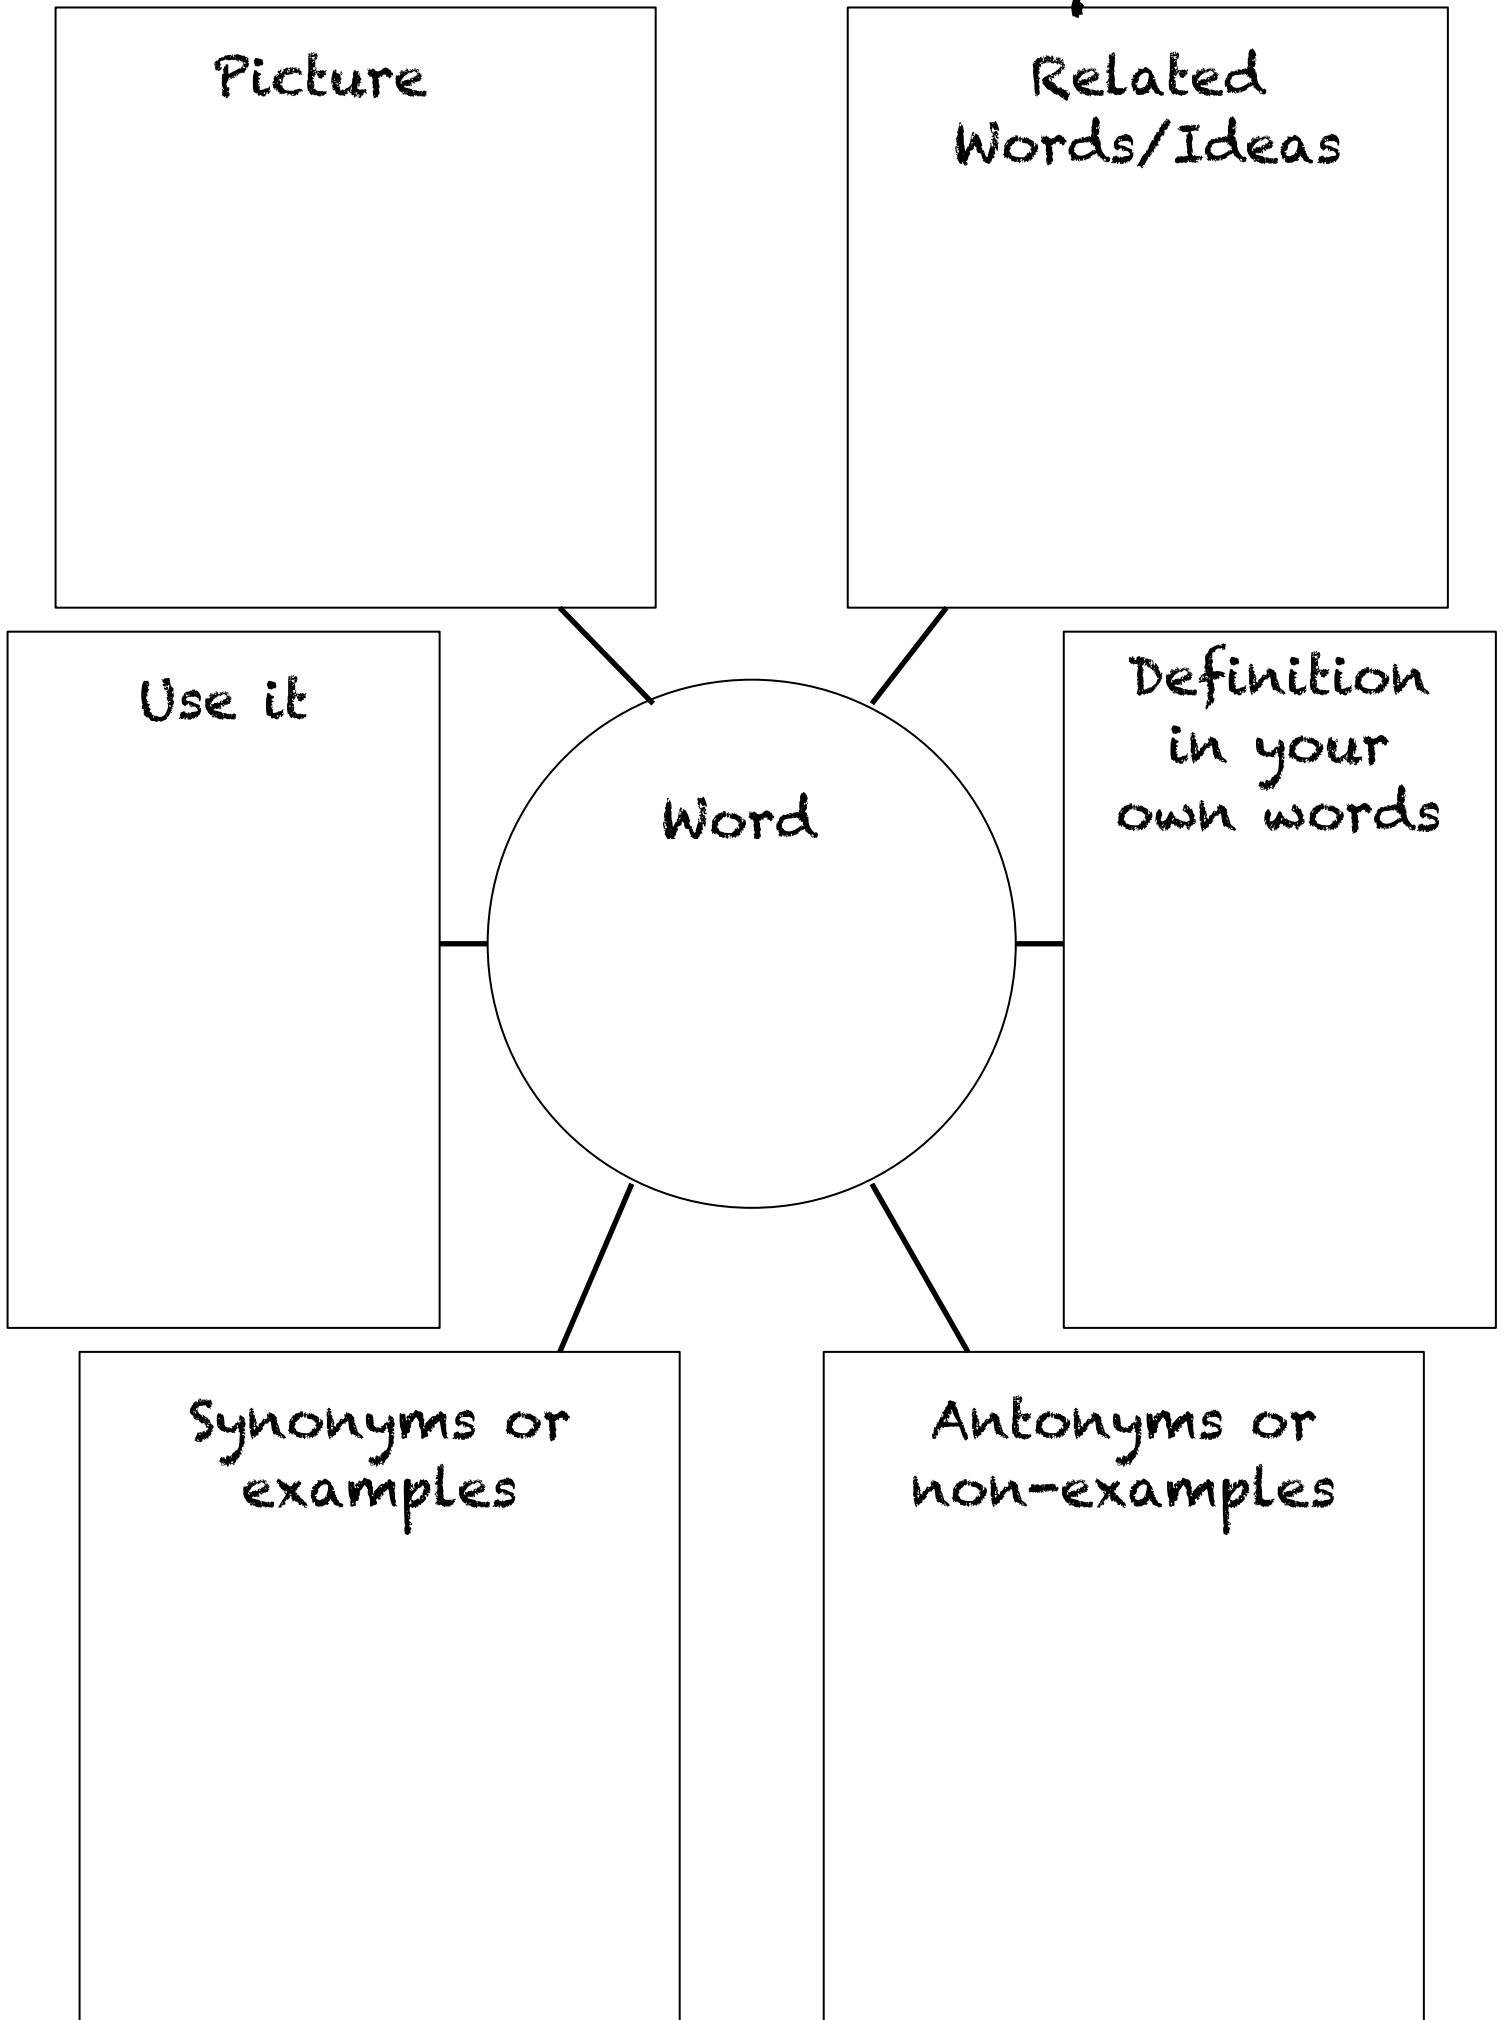 Picture
Related
Words/Ideas
Use it
Word
Definition
in your
own words
Synonyms or
examples
Antonyms or
non-examples